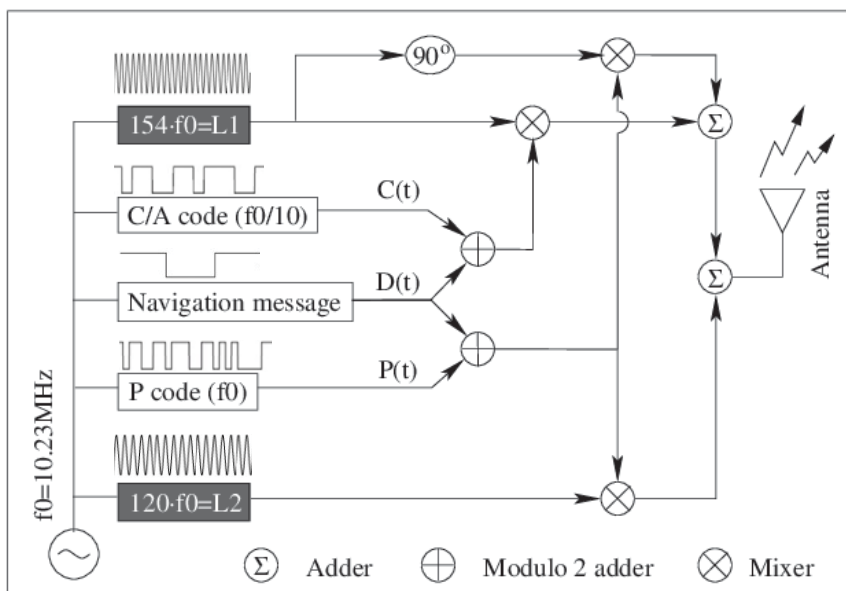 90°
154·f0=L1
Σ
C/A code (f0/10)
C(t)
Navigation message
D(t)
Σ
Antenna
P code (f0)
P(t)
f0=10.23MHz
120·f0=L2
Σ Adder
Modulo 2 adder
Mixer